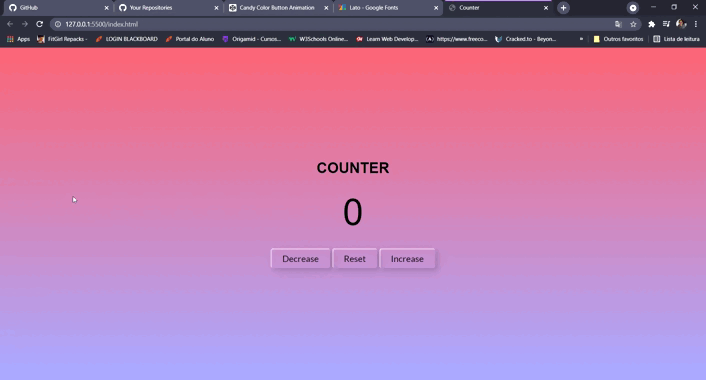 GitHub
Your Repositories
Candy Color Button Animation
Lato - Google Fonts
Counter
127.0.0.1:5500/index.html
Apps
FitGirl Repacks -
LOGIN BLACKBOARD
Portal do Aluno
Origamid - Cursos...
W3Schools Online...
Learn Web Develop...
https://www.freeco...
Cracked.to - Beyon...
»
Outros favoritos
Lista de leitura
COUNTER
0
Decrease
Reset
Increase